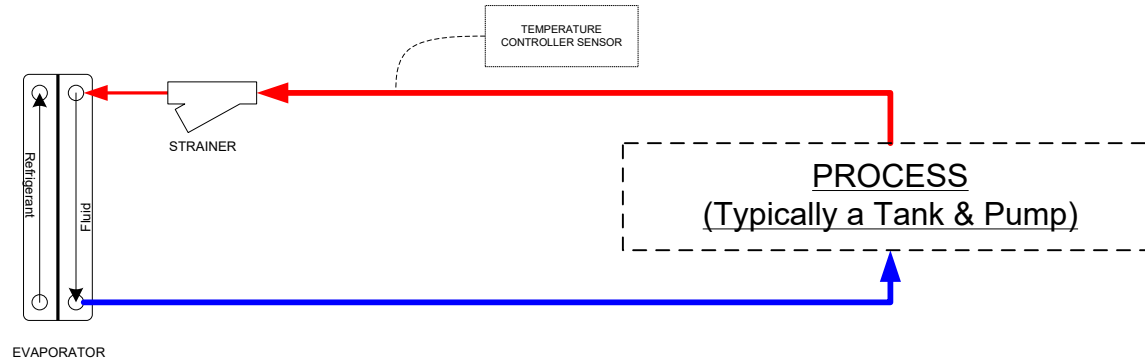 TEMPERATURE
CONTROLLER SENSOR
STRAINER
Refrigerant
Fluid
PROCESS
(Typically a Tank & Pump)
EVAPORATOR